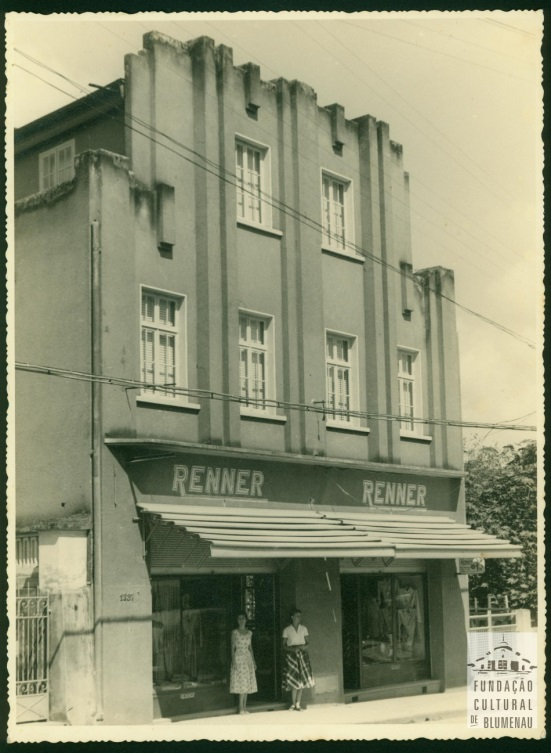 RENNER
RENNER
FUNDAÇÃO
CULTURAL
DE BLUMENAU